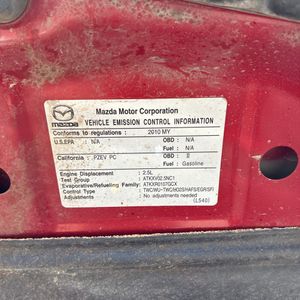 mazda
Mazda Motor Corporation
VEHICLE EMISSION CONTROL INFORMATION
Conforms to regulations : 2010 MY
U.S.EPA : N/A OBD : N/A
Fuel : N/A
California : PZEV PC OBD : II
Fuel : Gasoline
Engine Displacement : 2.5L
Test Group :
Evaporative/Refueling Family :
Control Type :
Adjustments : No adjustments needed
(L540)